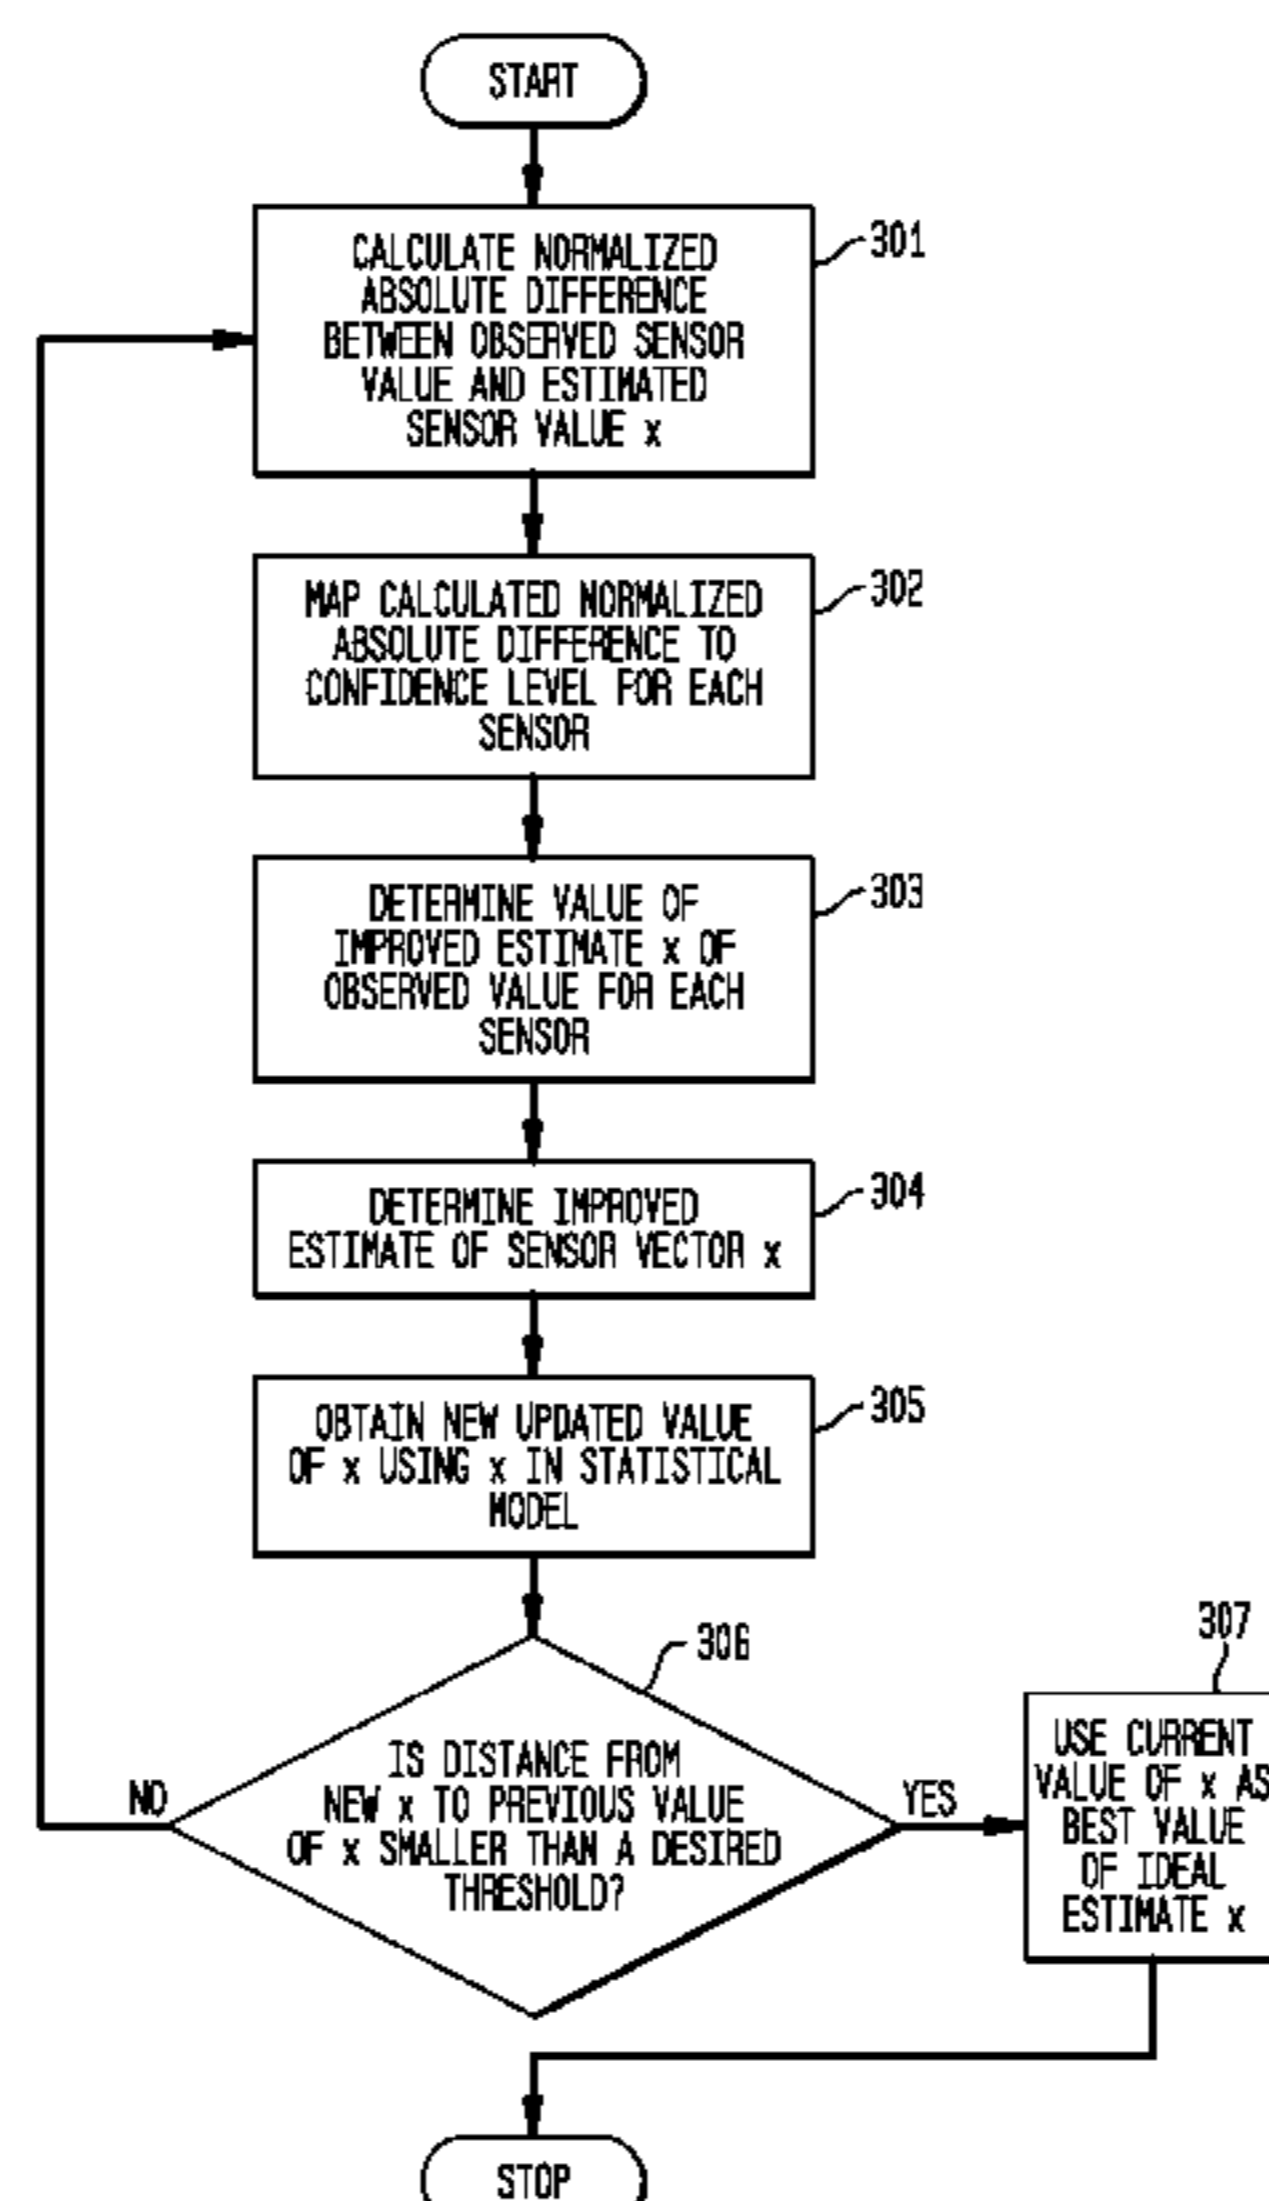 START
CALCULATE NORMALIZED
ABSOLUTE DIFFERENCE
BETWEEN OBSERVED SENSOR
VALUE AND ESTIMATED
SENSOR VALUE x
301
MAP CALCULATED NORMALIZED
ABSOLUTE DIFFERENCE TO
CONFIDENCE LEVEL FOR EACH
SENSOR
302
DETERMINE VALUE OF
IMPROVED ESTIMATE x OF
OBSERVED VALUE FOR EACH
SENSOR
303
DETERMINE IMPROVED
ESTIMATE OF SENSOR VECTOR x
304
OBTAIN NEW UPDATED VALUE
OF x USING x IN STATISTICAL
MODEL
305
306
IS DISTANCE FROM
NEW x TO PREVIOUS VALUE
OF x SMALLER THAN A DESIRED
THRESHOLD?
NO
YES
307
USE CURRENT
VALUE OF x AS
BEST VALUE
OF IDEAL
ESTIMATE x
STOP